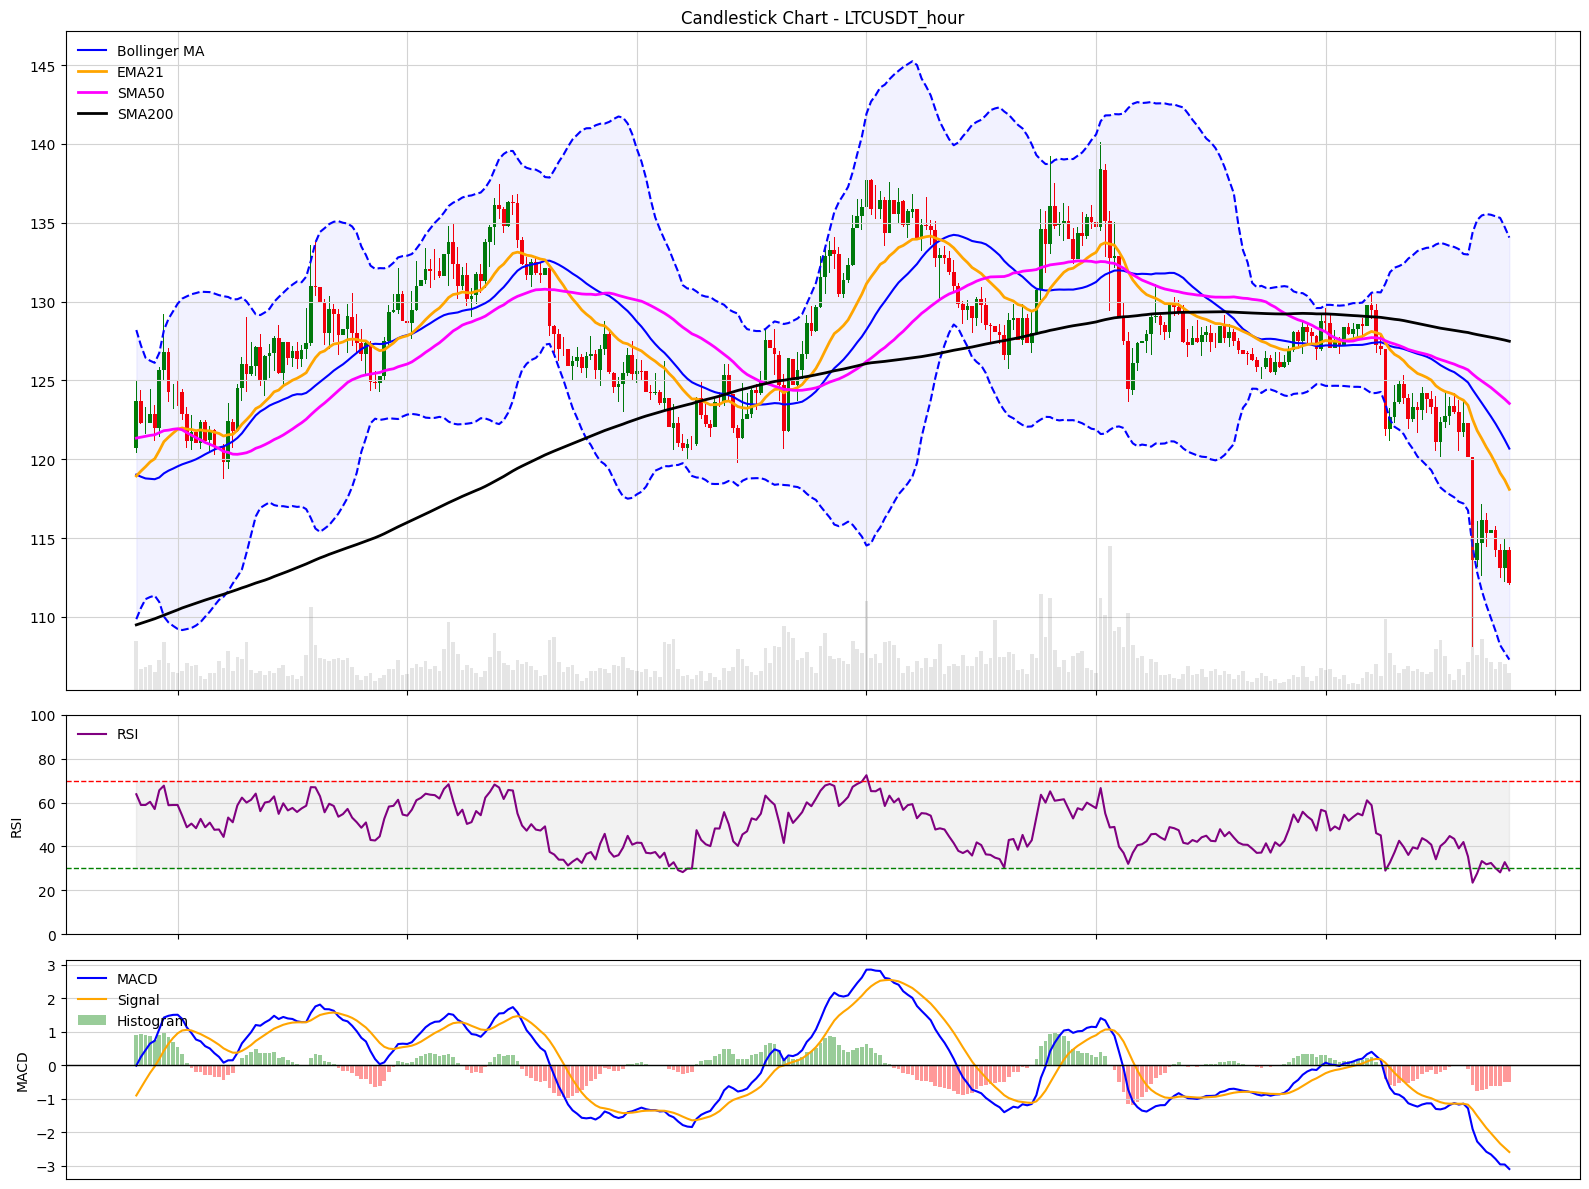 Candlestick Chart - LTCUSDT_hour
Bollinger MA
EMA21
SMA50
SMA200
145
140
135
130
125
120
115
110
RSI
100
80
60
40
20
0
RSI
MACD
Signal
Histogram
3
2
1
0
−1
−2
−3
MACD